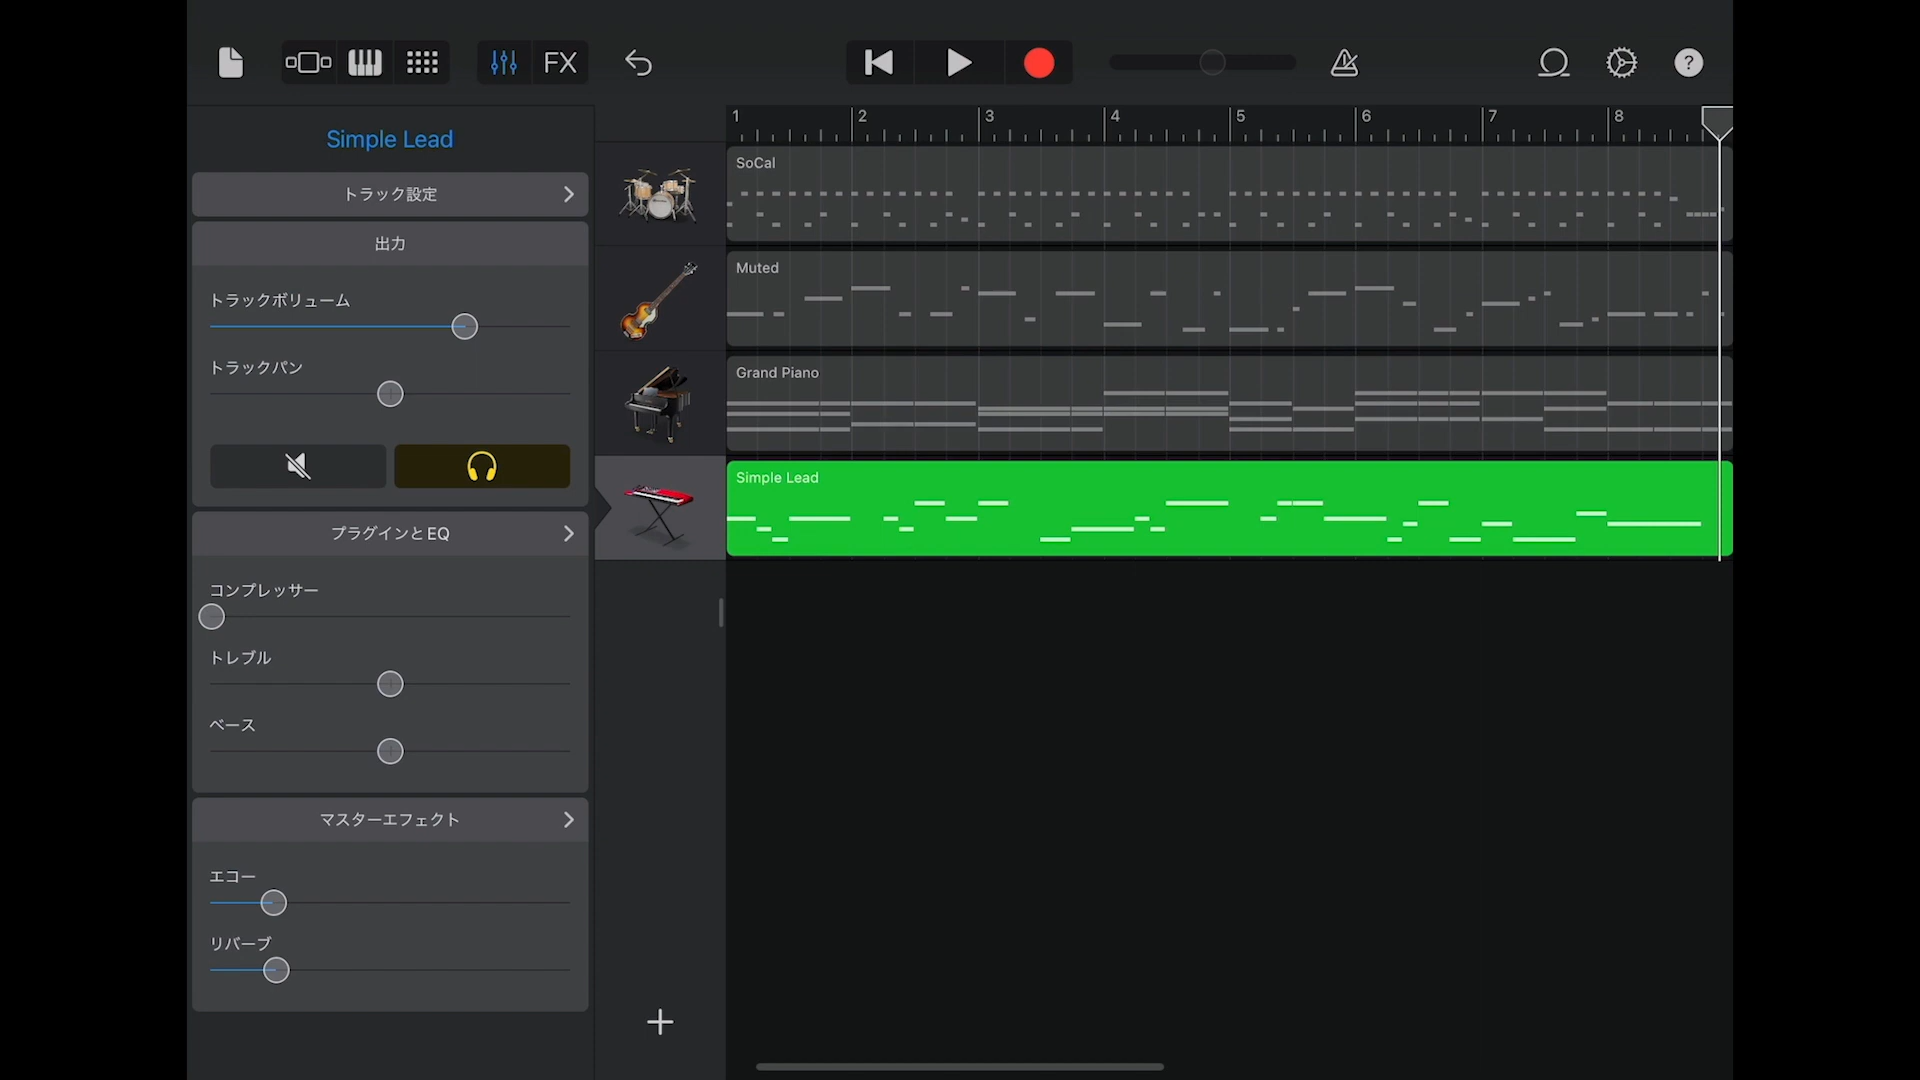 FX
?
Simple Lead
トラック設定
出力
トラックボリューム
トラックパン
プラグインとEQ
コンプレッサー
トレブル
ベース
マスターエフェクト
エコー
リバーブ
1 2 3 4 5 6 7 8
SoCal
Muted
Grand Piano
Simple Lead